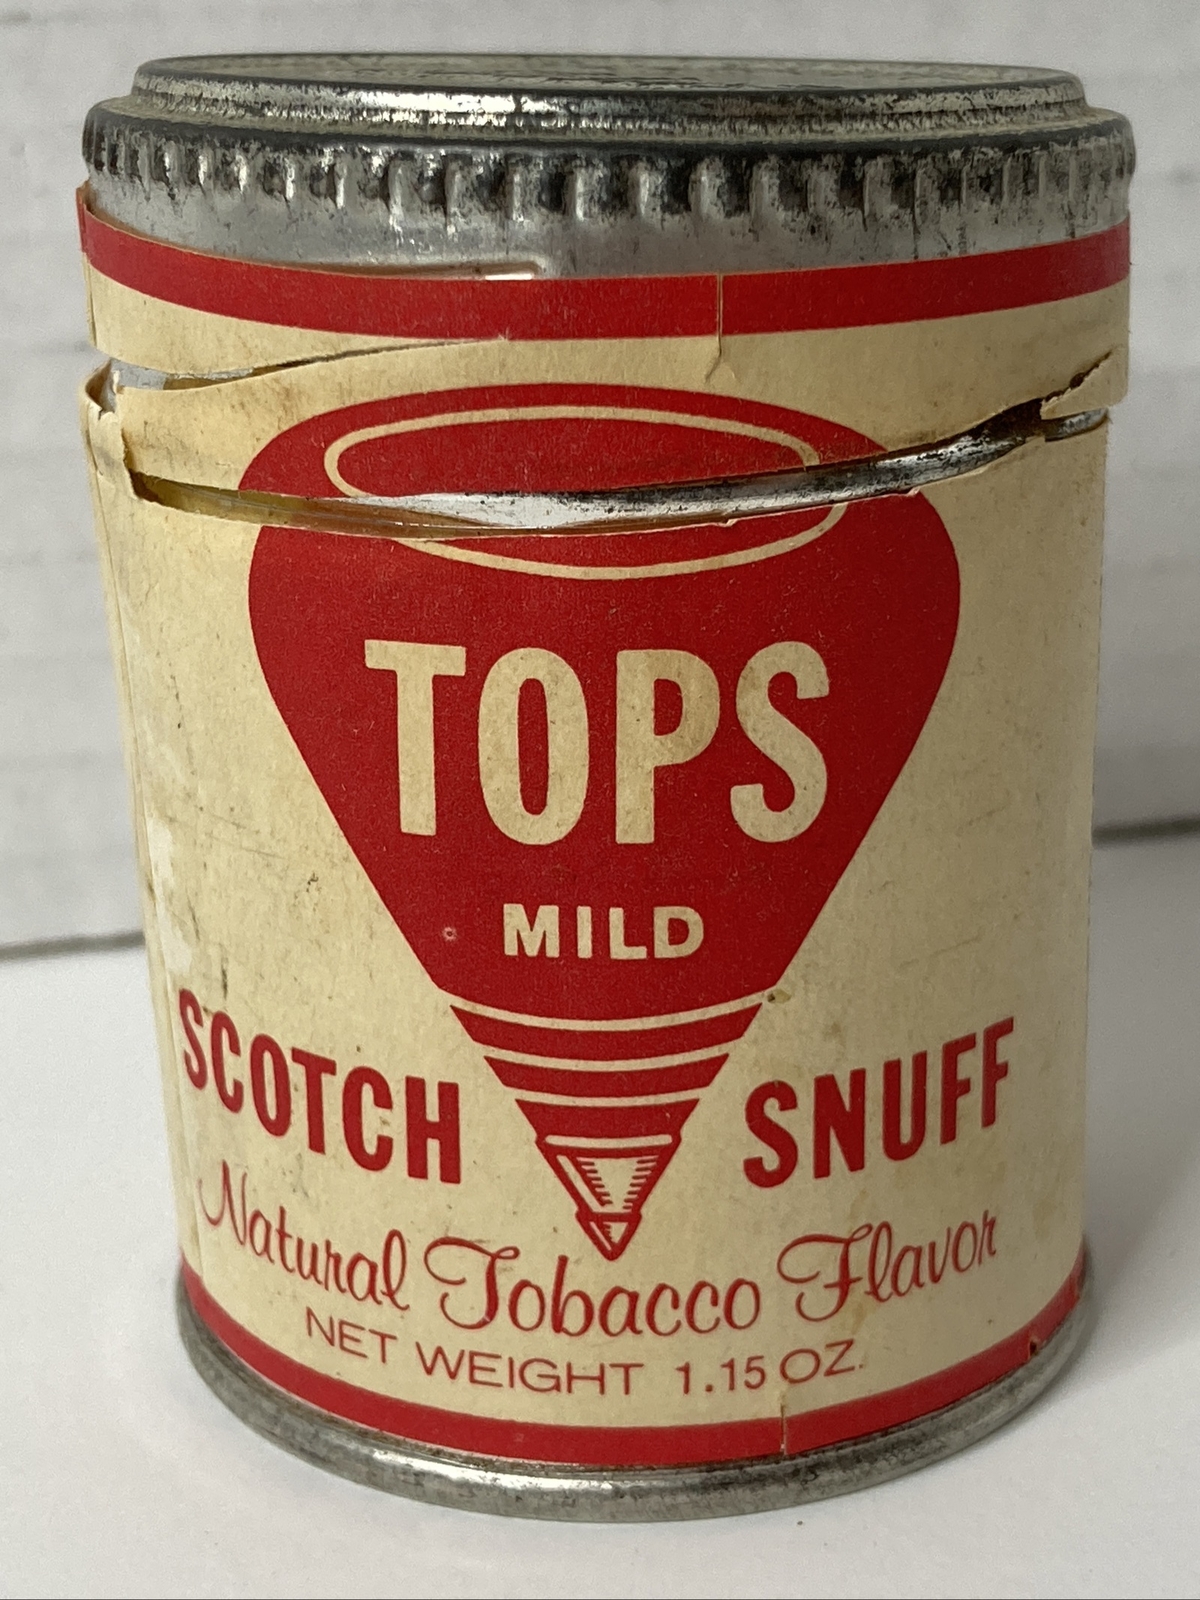 TOPS
MILD
SCOTCH SNUFF
Natural Tobacco Flavor
NET WEIGHT 1.15 OZ.